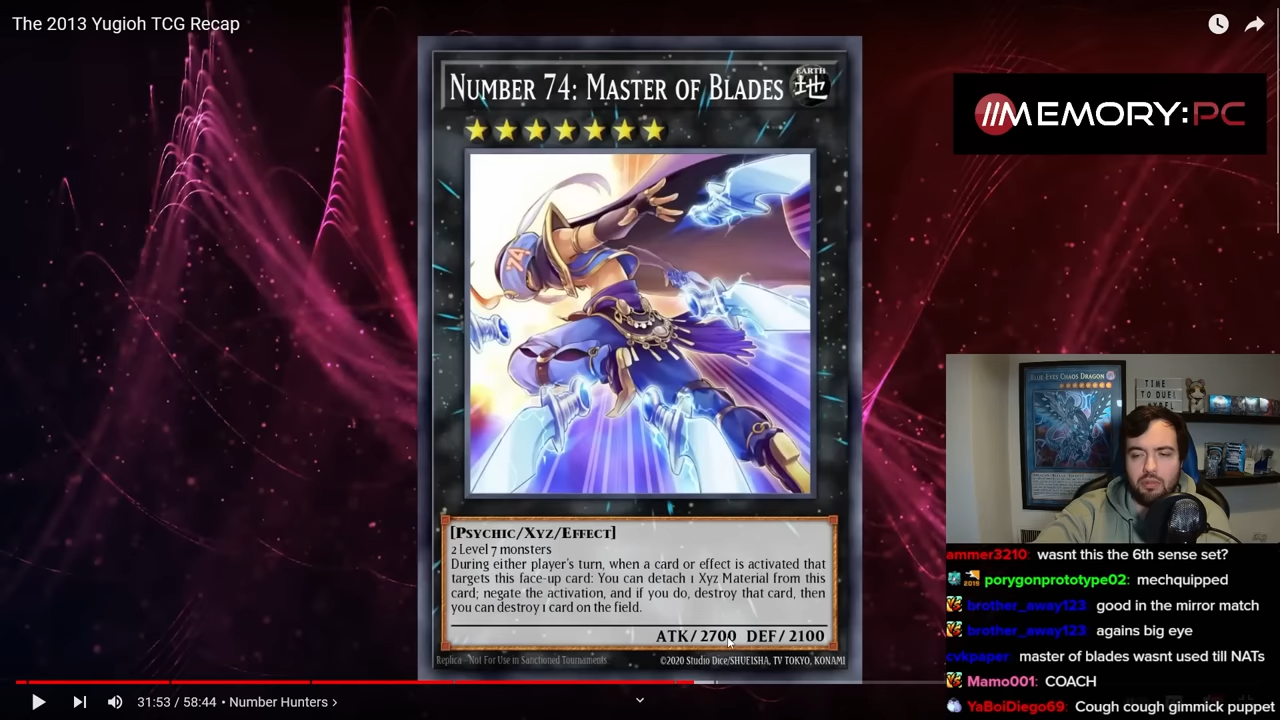 The 2013 Yugioh TCG Recap
NUMBER 74: MASTER OF BLADES
EARTH
地
74
[PSYCHIC/XYZ/EFFECT]
2 Level 7 monsters
During either player's turn, when a card or effect is activated that
targets this face-up card: You can detach 1 Xyz Material from this
card; negate the activation, and if you do, destroy that card, then
you can destroy 1 card on the field.
ATK/2700 DEF/2100
Replica - Not For Use in Sanctioned Tournaments
©2020 Studio Dice/SHUEISHA, TV TOKYO, KONAMI
//MEMORY:PC
BLUE-EYES CHAOS DRAGON
TIME
TO DUEL
ammer3210: wasnt this the 6th sense set?
2019 porygonprototype02: mechquipped
brother_away123: good in the mirror match
brother_away123: agains big eye
cvkpaper: master of blades wasnt used till NATs
Mamo001: COACH
YaBoiDiego69: Cough cough gimmick puppet
31:53 / 58:44 • Number Hunters ›